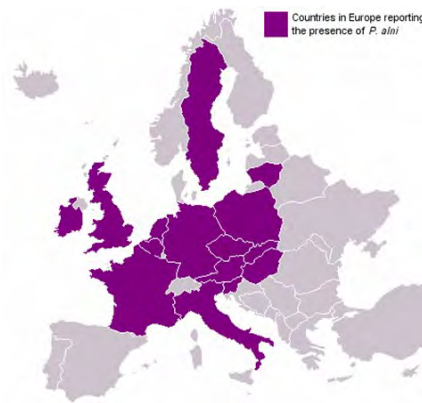 Countries in Europe reporting
the presence of P. alni